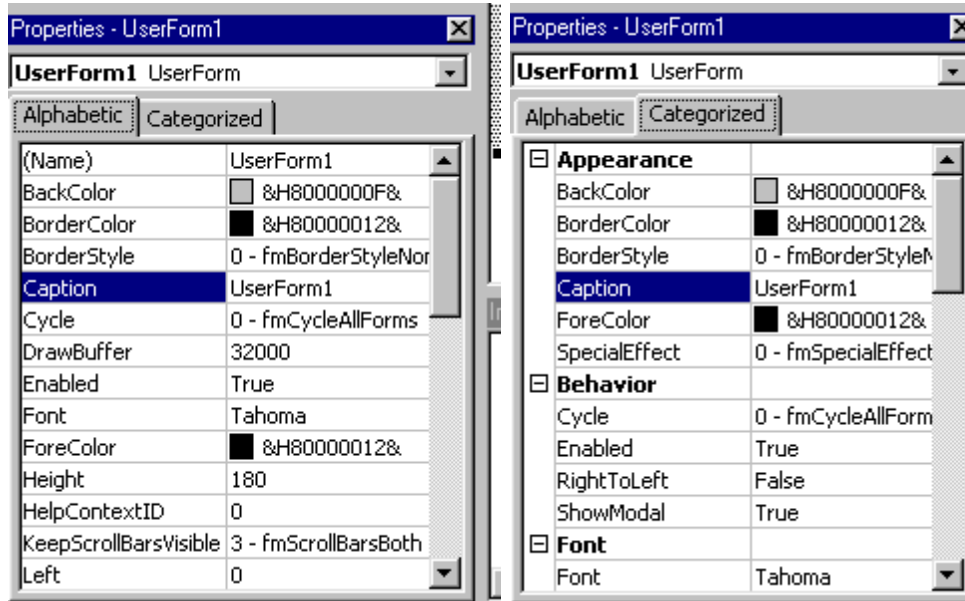 Properties - UserForm1
UserForm1 UserForm
Alphabetic Categorized
(Name) UserForm1
BackColor &H8000000F&
BorderColor &H80000012&
BorderStyle 0 - fmBorderStyleNor
Caption UserForm1
Cycle 0 - fmCycleAllForms
DrawBuffer 32000
Enabled True
Font Tahoma
ForeColor &H80000012&
Height 180
HelpContextID 0
KeepScrollBarsVisible 3 - fmScrollBarsBoth
Left 0
Properties - UserForm1
UserForm1 UserForm
Alphabetic Categorized
Appearance
BackColor &H8000000F&
BorderColor &H80000012&
BorderStyle 0 - fmBorderStyleN
Caption UserForm1
ForeColor &H80000012&
SpecialEffect 0 - fmSpecialEffect
Behavior
Cycle 0 - fmCycleAllForm
Enabled True
RightToLeft False
ShowModal True
Font
Font Tahoma